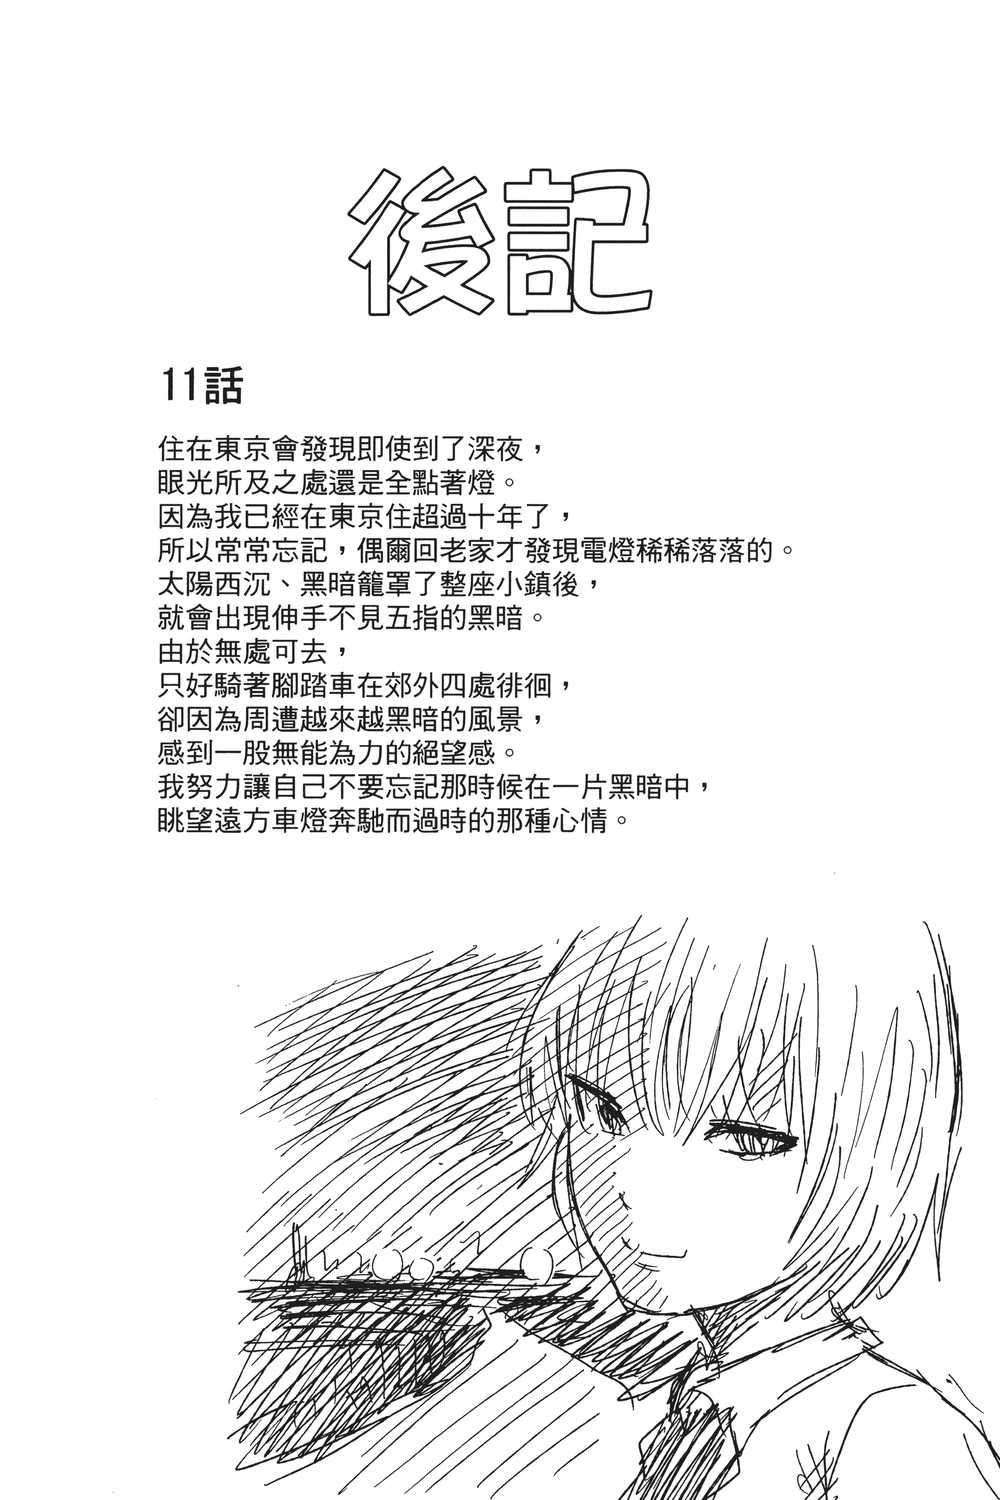 後記
11話
住在東京會發現即使到了深夜，
眼光所及之處還是全點著燈。
因為我已經在東京住超過十年了，
所以常常忘記，偶爾回老家才發現電燈稀稀落落的。
太陽西沉、黑暗籠罩了整座小鎮後，
就會出現伸手不見五指的黑暗。
由於無處可去，
只好騎著腳踏車在郊外四處徘徊，
卻因為周遭越來越黑暗的風景，
感到一股無能為力的絕望感。
我努力讓自己不要忘記那時候在一片黑暗中，
眺望遠方車燈奔馳而過時的那種心情。